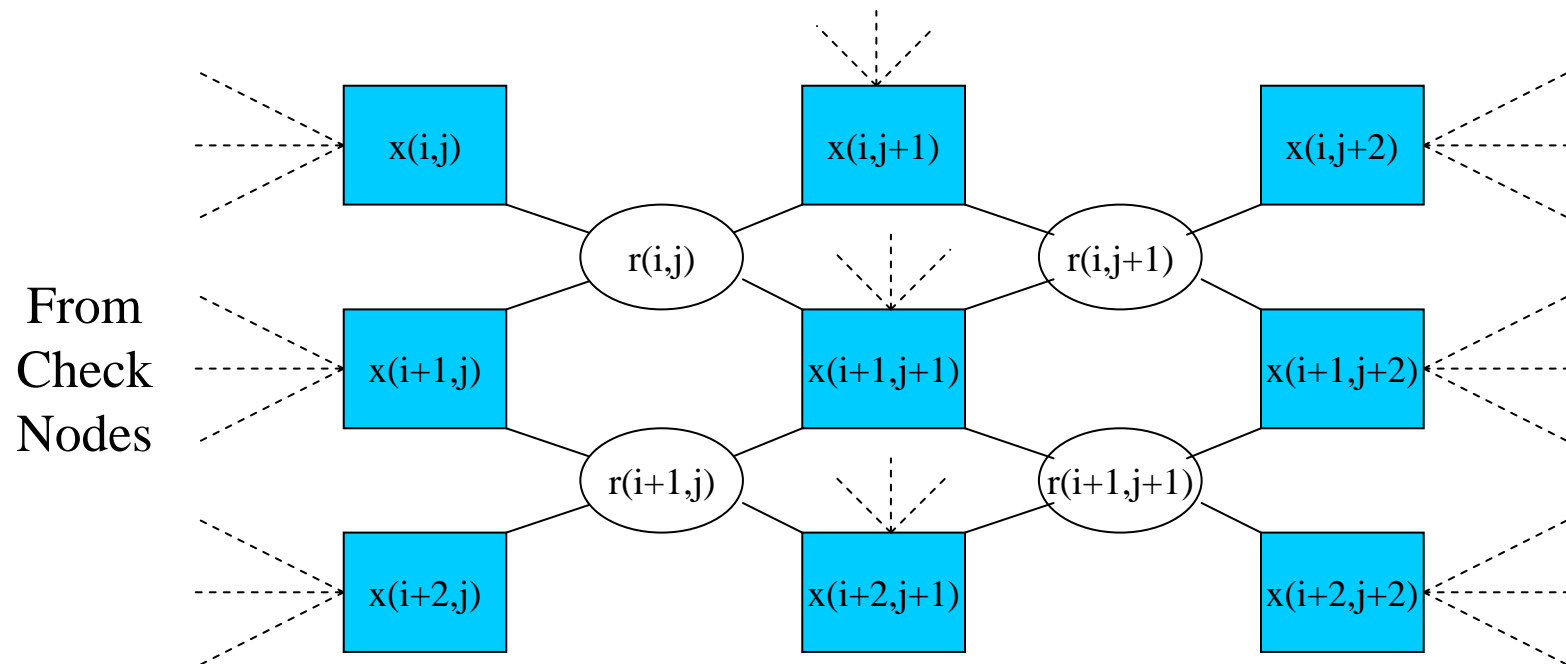 x(i,j)
x(i,j+1)
x(i,j+2)
r(i,j)
r(i,j+1)
From
Check
Nodes
x(i+1,j)
x(i+1,j+1)
x(i+1,j+2)
r(i+1,j)
r(i+1,j+1)
x(i+2,j)
x(i+2,j+1)
x(i+2,j+2)